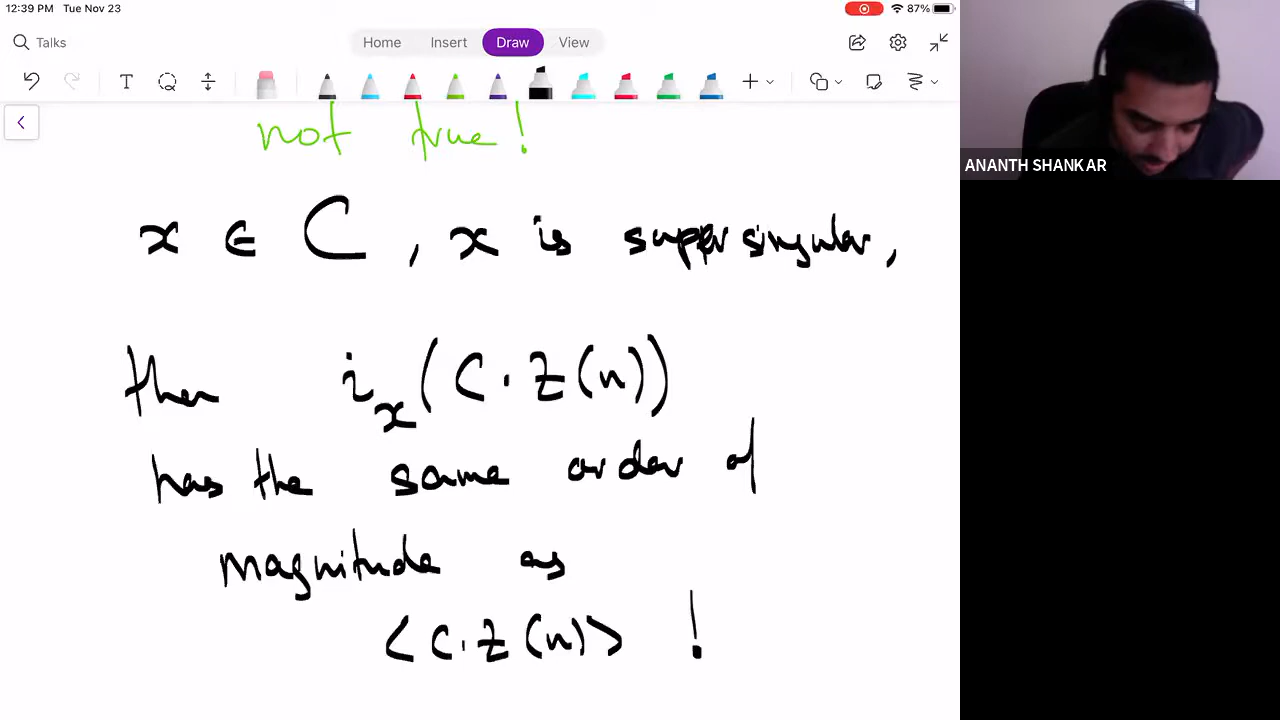 12:39 PM Tue Nov 23
87%
Talks
Home Insert Draw View
not true!
x ∈ C, x is supersingular,
then i_x(C.Z(n))
has the same order of
magnitude as
<C.Z(n)> !
ANANTH SHANKAR